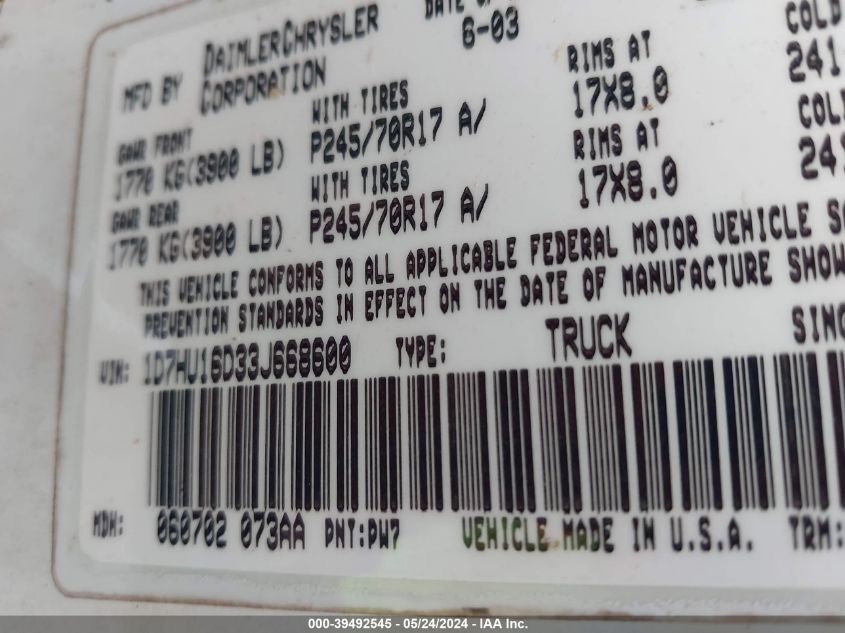 MFD BY DAIMLERCHRYSLER CORPORATION
DATE OF
6-03
GAWR FRONT
1770 KG(3900 LB)
WITH TIRES
P245/70R17 A/
RIMS AT
17X8.0
COLD
241
GAWR REAR
1770 KG(3900 LB)
WITH TIRES
P245/70R17 A/
RIMS AT
17X8.0
COLD
241
THIS VEHICLE CONFORMS TO ALL APPLICABLE FEDERAL MOTOR VEHICLE
PREVENTION STANDARDS IN EFFECT ON THE DATE OF MANUFACTURE SHOW
VIN: 1D7HU16D33J668600 TYPE: TRUCK SING
MDH: 060702 073AA PNT:PW7 VEHICLE MADE IN U.S.A. TRM:
000-39492545 - 05/24/2024 - IAA Inc.